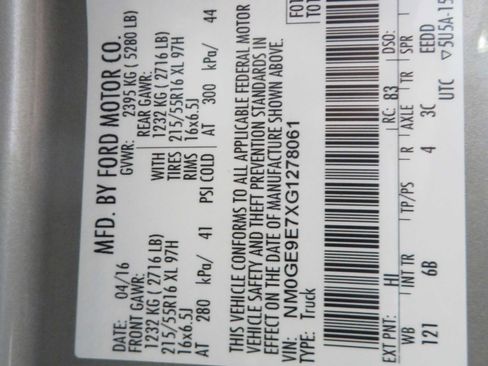 MFD. BY FORD MOTOR CO.
DATE: 04/16 GVWR: 2395 KG ( 5280 LB)
FRONT GAWR: REAR GAWR:
1232 KG ( 2716 LB) WITH 1232 KG ( 2716 LB)
215/55R16 XL 97H TIRES 215/55R16 XL 97H
16x6.5J RIMS 16x6.5J
AT 280 kPa/ 41 PSI COLD AT 300 kPa/ 44
THIS VEHICLE CONFORMS TO ALL APPLICABLE FEDERAL MOTOR
VEHICLE SAFETY AND THEFT PREVENTION STANDARDS IN
EFFECT ON THE DATE OF MANUFACTURE SHOWN ABOVE.
VIN: NM0GE9E7XG1278061
TYPE: Truck
EXT PNT: HI RC: B3 DSO:
WB INT TR TP/PS R AXLE TR SPR
121 6B 4 3C EEDD
UTC ▽5U5A-15